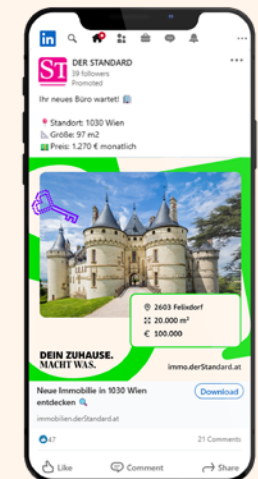 in
ST DER STANDARD
39 followers
Promoted
Ihr neues Büro wartet!
Standort: 1030 Wien
Größe: 97 m2
Preis: 1.270 € monatlich
2603 Felixdorf
20.000 m²
€ 100.000
DEIN ZUHAUSE.
MACHT WAS.
immo.derStandard.at
Neue Immobilie in 1030 Wien
entdecken
Download
immobilien.derStandard.at
47
21 Comments
Like Comment Share